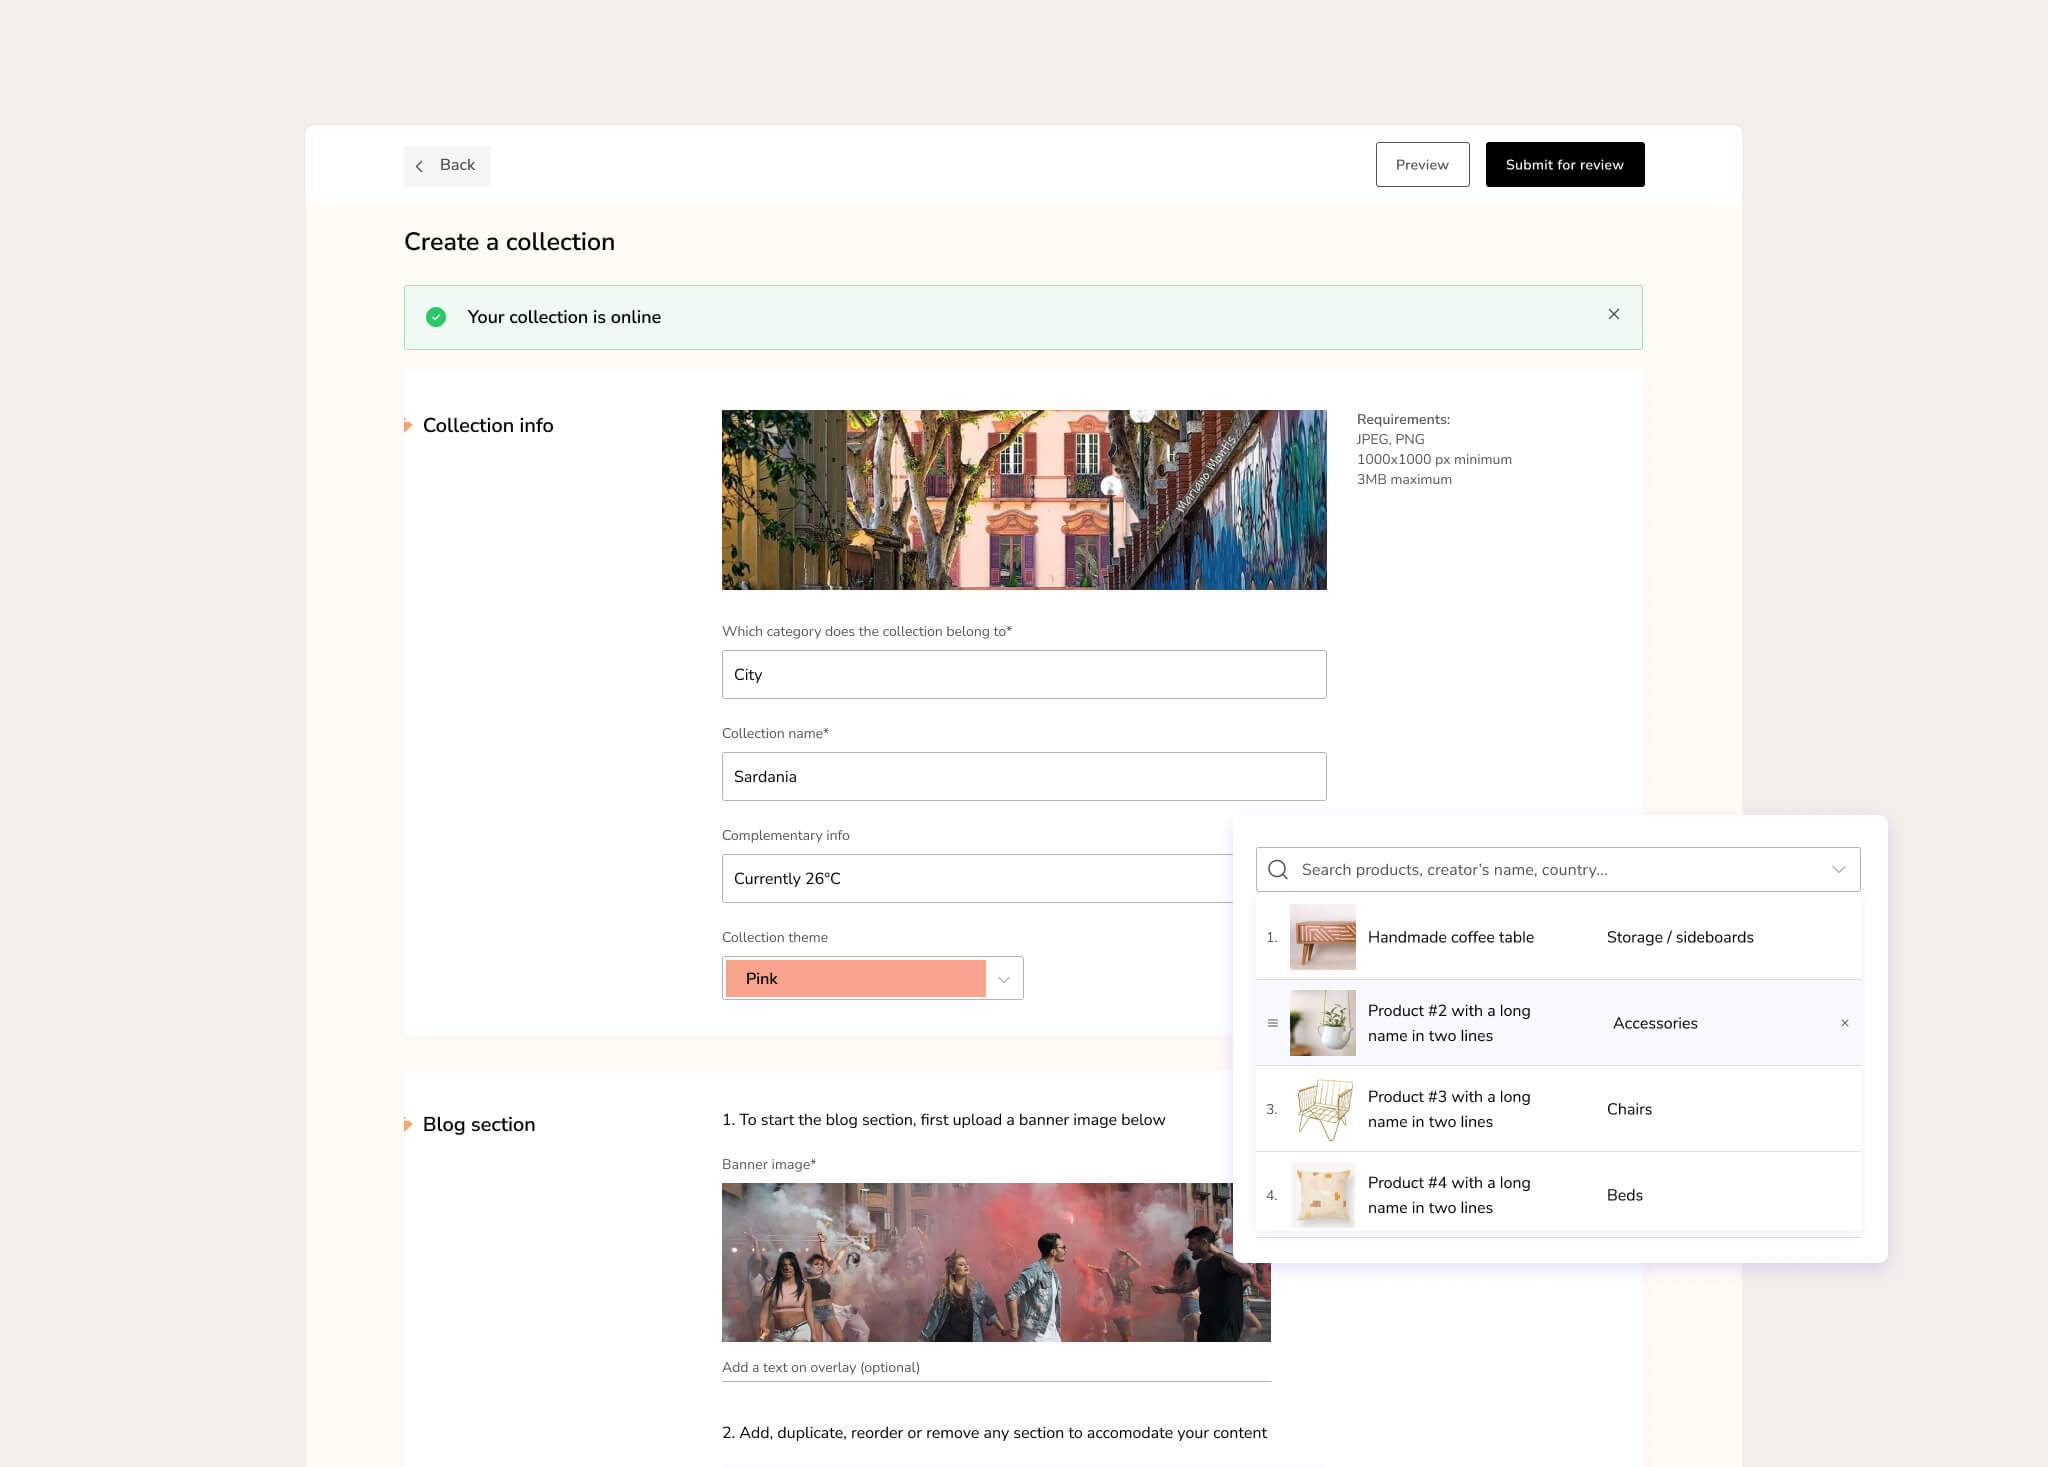 Back
Preview
Submit for review
Create a collection
Your collection is online
Collection info
Mariano Mortis
Requirements:
JPEG, PNG
1000x1000 px minimum
3MB maximum
Which category does the collection belong to*
City
Collection name*
Sardania
Complementary info
Currently 26°C
Collection theme
Pink
Search products, creator’s name, country...
1.
Handmade coffee table
Storage / sideboards
Product #2 with a long
name in two lines
Accessories
3.
Product #3 with a long
name in two lines
Chairs
4.
Product #4 with a long
name in two lines
Beds
Blog section
1. To start the blog section, first upload a banner image below
Banner image*
Add a text on overlay (optional)
2. Add, duplicate, reorder or remove any section to accomodate your content